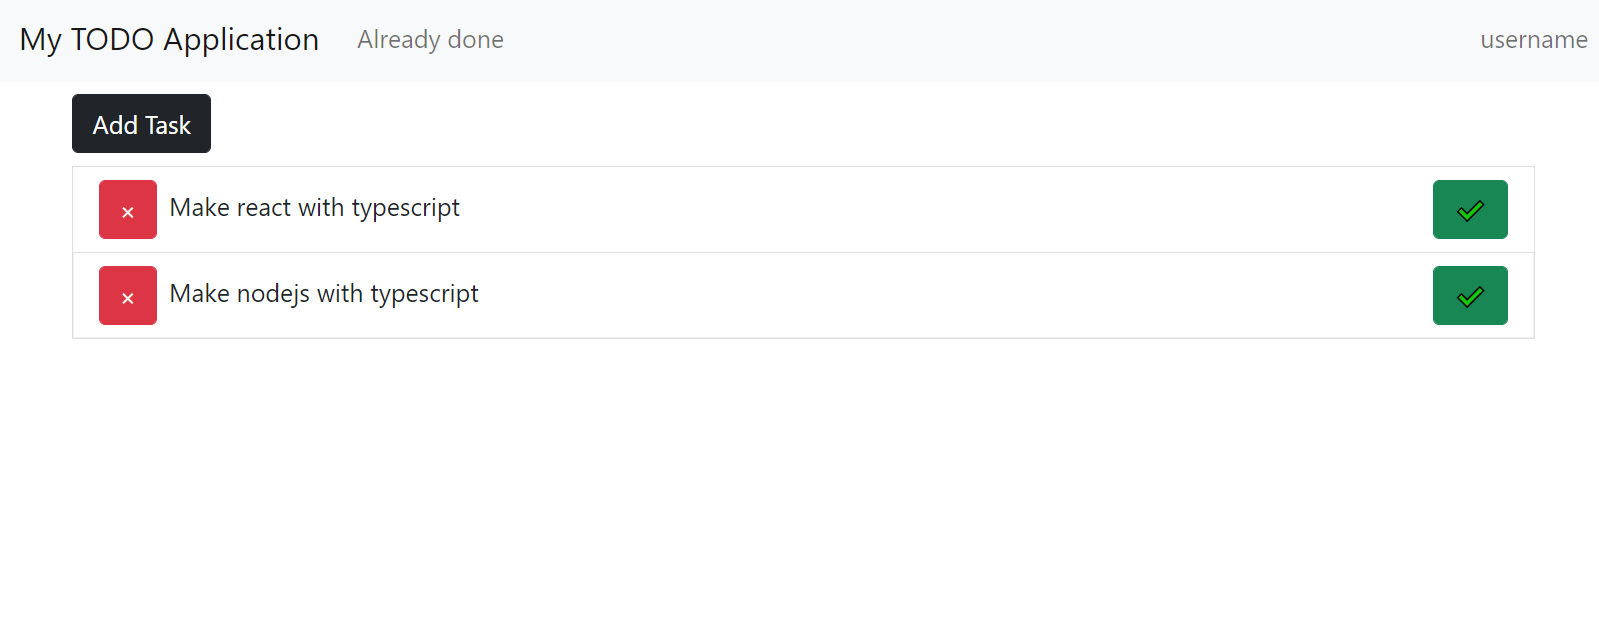 My TODO Application Already done username
Add Task
× Make react with typescript
× Make nodejs with typescript